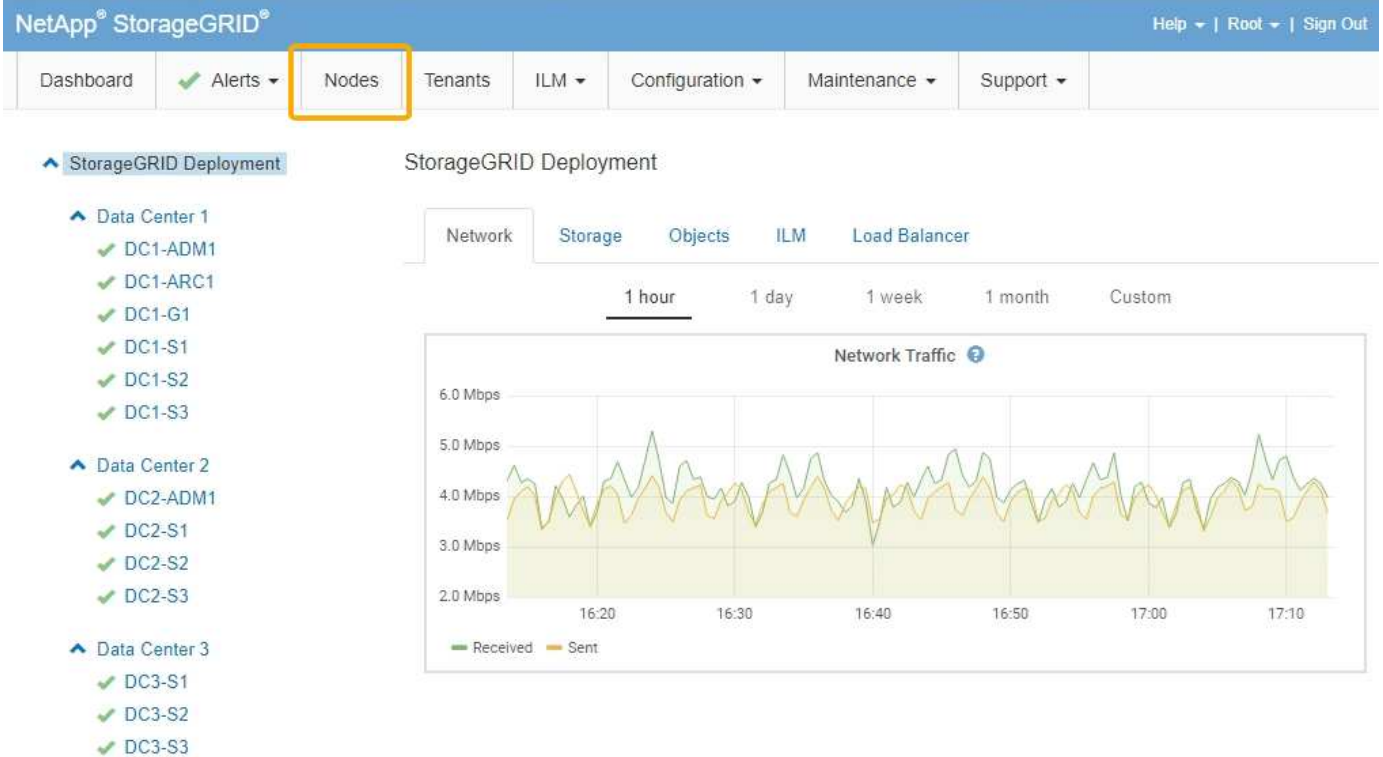 NetApp® StorageGRID®
Help | Root | Sign Out
Dashboard Alerts Nodes Tenants ILM Configuration Maintenance Support
StorageGRID Deployment
Data Center 1
DC1-ADM1
DC1-ARC1
DC1-G1
DC1-S1
DC1-S2
DC1-S3
Data Center 2
DC2-ADM1
DC2-S1
DC2-S2
DC2-S3
Data Center 3
DC3-S1
DC3-S2
DC3-S3
StorageGRID Deployment
Network Storage Objects ILM Load Balancer
1 hour 1 day 1 week 1 month Custom
Network Traffic ?
6.0 Mbps
5.0 Mbps
4.0 Mbps
3.0 Mbps
2.0 Mbps
16:20 16:30 16:40 16:50 17:00 17:10
Received Sent